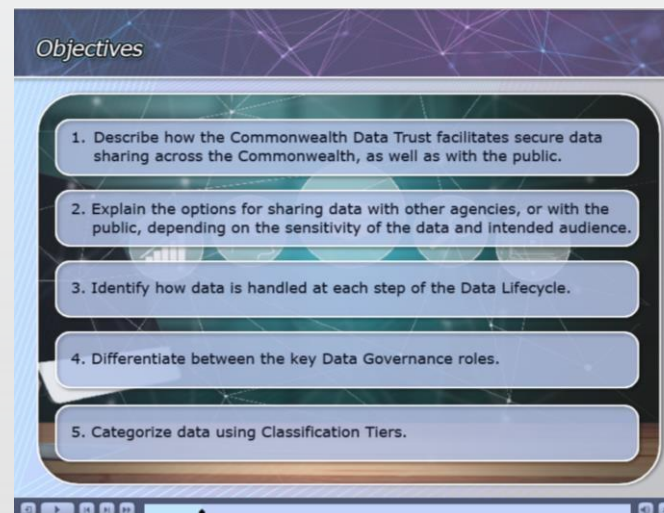 Objectives
1. Describe how the Commonwealth Data Trust facilitates secure data
sharing across the Commonwealth, as well as with the public.
2. Explain the options for sharing data with other agencies, or with the
public, depending on the sensitivity of the data and intended audience.
3. Identify how data is handled at each step of the Data Lifecycle.
4. Differentiate between the key Data Governance roles.
5. Categorize data using Classification Tiers.